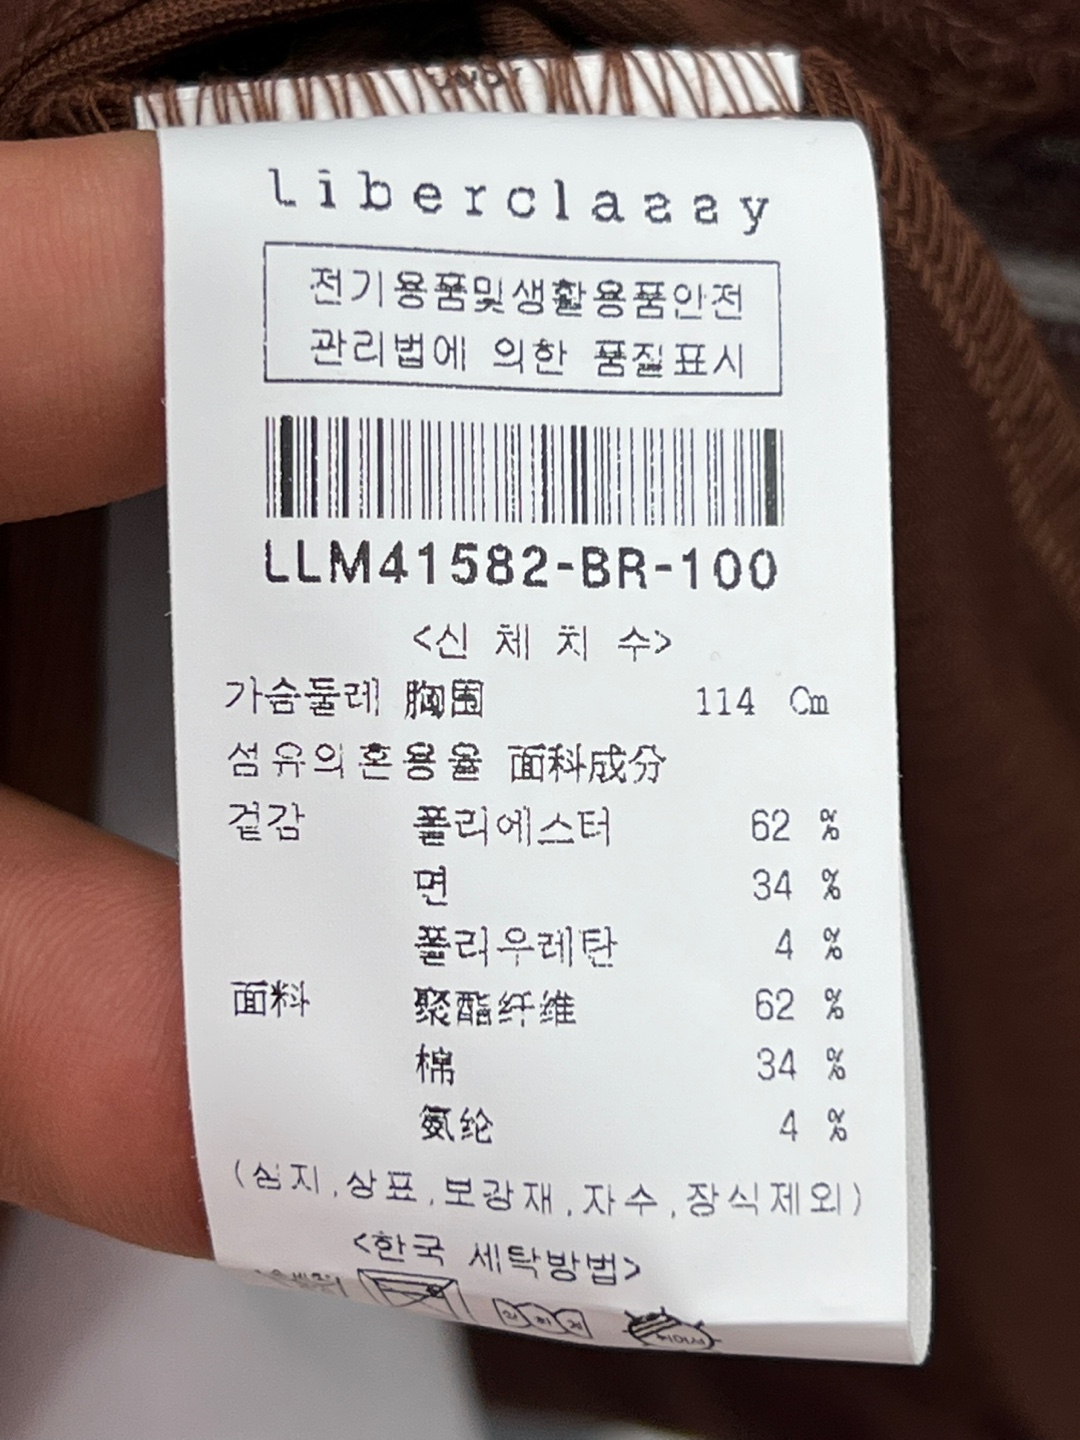 liberclassy
전기용품및생활용품안전
관리법에 의한 품질표시
LLM41582-BR-100
<신 체 치 수>
가슴둘레 胸围 114 Cm
섬유의혼용율 面料成分
겉감 폴리에스터 62 %
면 34 %
폴리우레탄 4 %
面料 聚酯纤维 62 %
棉 34 %
氨纶 4 %
(심지,상표,보강재,자수,장식제외)
<한국 세탁방법>